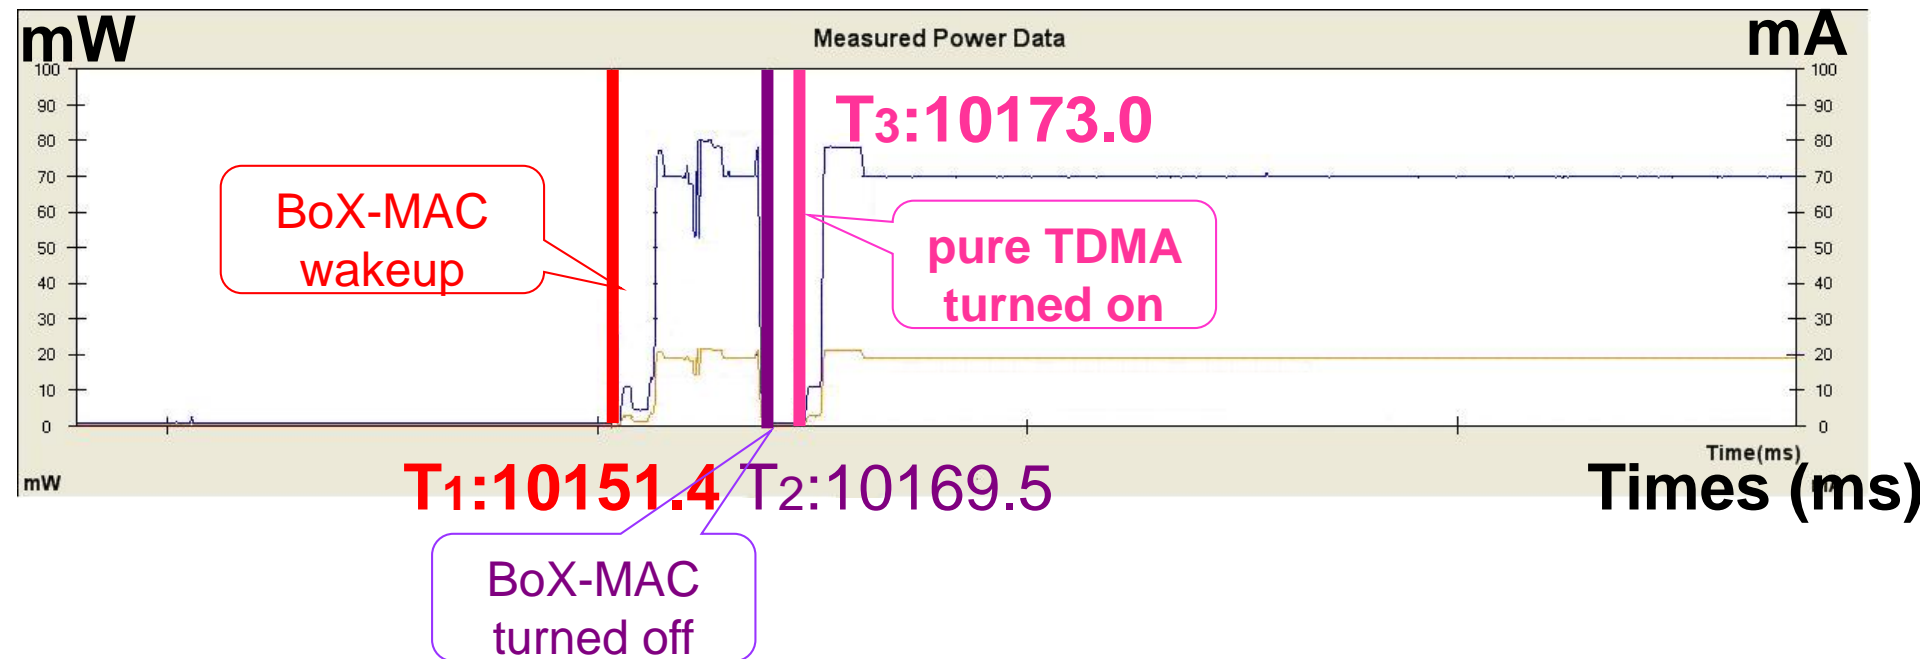 mW
Measured Power Data
mA
100
90
80
70
60
50
40
30
20
10
0
100
90
80
70
60
50
40
30
20
10
0
T3:10173.0
BoX-MAC
wakeup
pure TDMA
turned on
Time(ms)
mW
T1:10151.4
T2:10169.5
Times (ms)
BoX-MAC
turned off